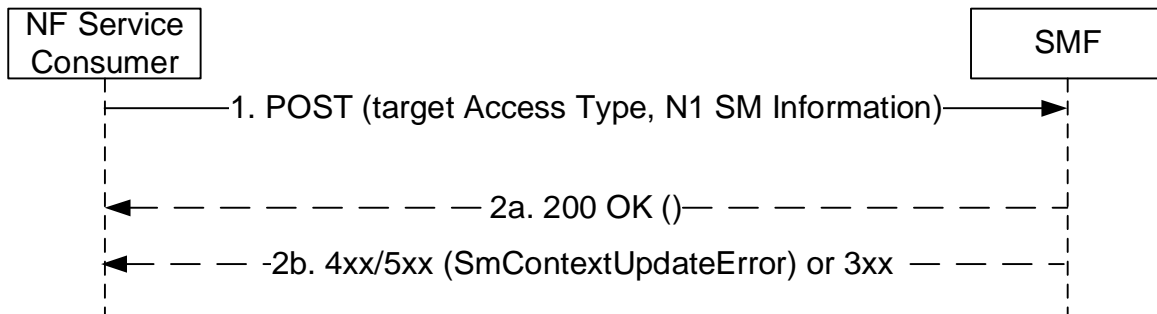 NF Service
Consumer
SMF
1. POST (target Access Type, N1 SM Information)
2a. 200 OK ()
2b. 4xx/5xx (SmContextUpdateError) or 3xx